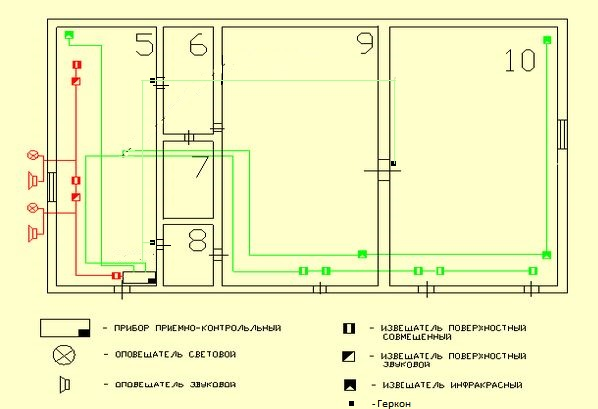 5
6
9
10
7
8
- ПРИБОР ПРИЕМНО-КОНТРОЛЬНЫЙ
- ОПОВЕЩАТЕЛЬ СВЕТОВОЙ
- ОПОВЕЩАТЕЛЬ ЗВУКОВОЙ
- ИЗВЕЩАТЕЛЬ ПОВЕРХНОСТНЫЙ
СОВМЕЩЕННЫЙ
- ИЗВЕЩАТЕЛЬ ПОВЕРХНОСТНЫЙ
ЗВУКОВОЙ
- ИЗВЕЩАТЕЛЬ ИНФРАКРАСНЫЙ
- Геркон